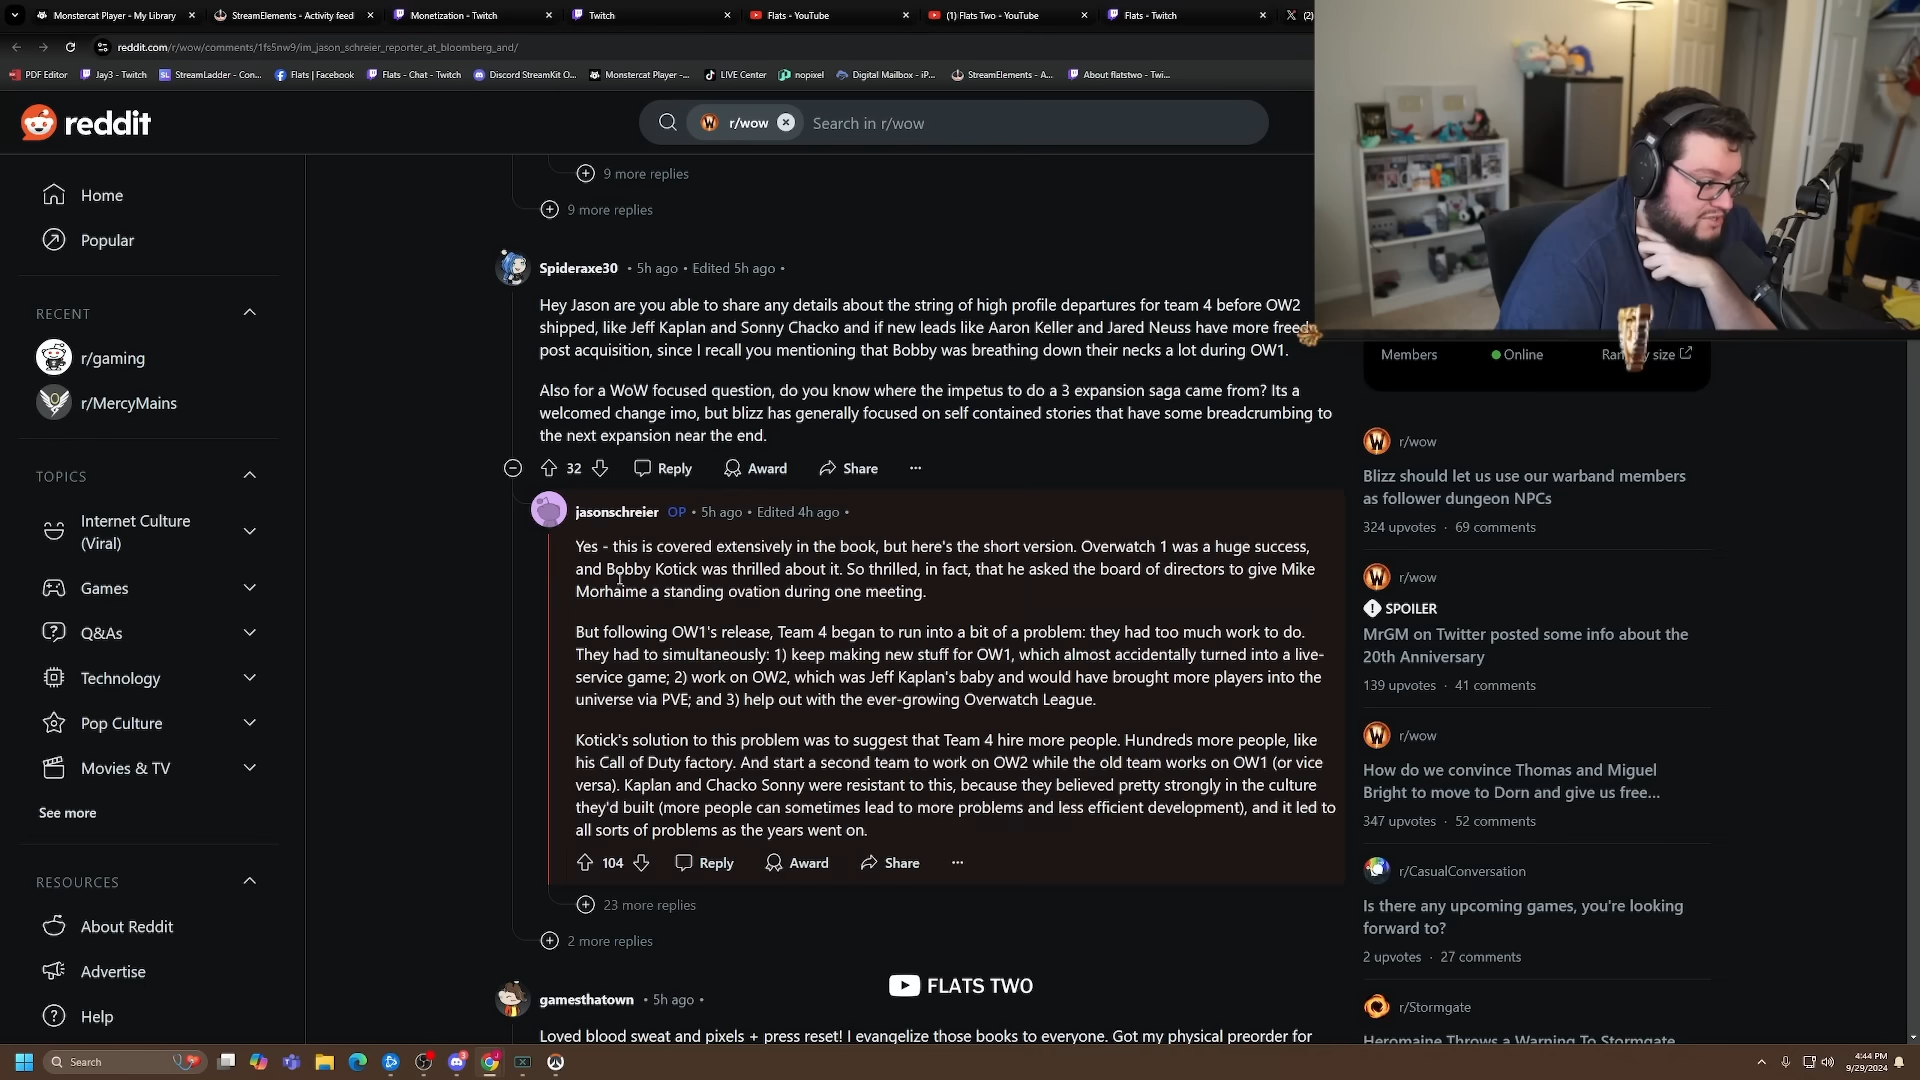 Monstercat Player - My Library
StreamElements - Activity feed
Monetization - Twitch
Twitch
Flats - YouTube
(1) Flats Two - YouTube
Flats - Twitch
(2)
reddit.com/r/wow/comments/1fs5nw9/im_jason_schreier_reporter_at_bloomberg_and/
PDF Editor
Jay3 - Twitch
StreamLadder - Con...
Flats | Facebook
Flats - Chat - Twitch
Discord StreamKit O...
Monstercat Player -...
LIVE Center
nopixel
Digital Mailbox - iP...
StreamElements - A...
About flatstwo - Twi...
reddit
r/wow
Search in r/wow
Home
Popular
RECENT
r/gaming
r/MercyMains
TOPICS
Internet Culture
(Viral)
Games
Q&As
Technology
Pop Culture
Movies & TV
See more
RESOURCES
About Reddit
Advertise
Help
9 more replies
9 more replies
Spideraxe30 • 5h ago • Edited 5h ago •
Hey Jason are you able to share any details about the string of high profile departures for team 4 before OW2
shipped, like Jeff Kaplan and Sonny Chacko and if new leads like Aaron Keller and Jared Neuss have more freed
post acquisition, since I recall you mentioning that Bobby was breathing down their necks a lot during OW1.
Also for a WoW focused question, do you know where the impetus to do a 3 expansion saga came from? Its a
welcomed change imo, but blizz has generally focused on self contained stories that have some breadcrumbing to
the next expansion near the end.
32 Reply Award Share ...
jasonschreier OP • 5h ago • Edited 4h ago •
Yes - this is covered extensively in the book, but here's the short version. Overwatch 1 was a huge success,
and Bobby Kotick was thrilled about it. So thrilled, in fact, that he asked the board of directors to give Mike
Morhaime a standing ovation during one meeting.
But following OW1's release, Team 4 began to run into a bit of a problem: they had too much work to do.
They had to simultaneously: 1) keep making new stuff for OW1, which almost accidentally turned into a live-
service game; 2) work on OW2, which was Jeff Kaplan's baby and would have brought more players into the
universe via PVE; and 3) help out with the ever-growing Overwatch League.
Kotick's solution to this problem was to suggest that Team 4 hire more people. Hundreds more people, like
his Call of Duty factory. And start a second team to work on OW2 while the old team works on OW1 (or vice
versa). Kaplan and Chacko Sonny were resistant to this, because they believed pretty strongly in the culture
they'd built (more people can sometimes lead to more problems and less efficient development), and it led to
all sorts of problems as the years went on.
104 Reply Award Share ...
23 more replies
2 more replies
FLATS TWO
gamesthatown • 5h ago •
Loved blood sweat and pixels + press reset! I evangelize those books to everyone. Got my physical preorder for
Members
Online
size
r/wow
Blizz should let us use our warband members
as follower dungeon NPCs
324 upvotes · 69 comments
r/wow
SPOILER
MrGM on Twitter posted some info about the
20th Anniversary
139 upvotes · 41 comments
r/wow
How do we convince Thomas and Miguel
Bright to move to Dorn and give us free...
347 upvotes · 52 comments
r/CasualConversation
Is there any upcoming games, you're looking
forward to?
2 upvotes · 27 comments
r/Stormgate
Heromaine Throws a Warning To Stormgate
Search
4:44 PM
9/29/2024